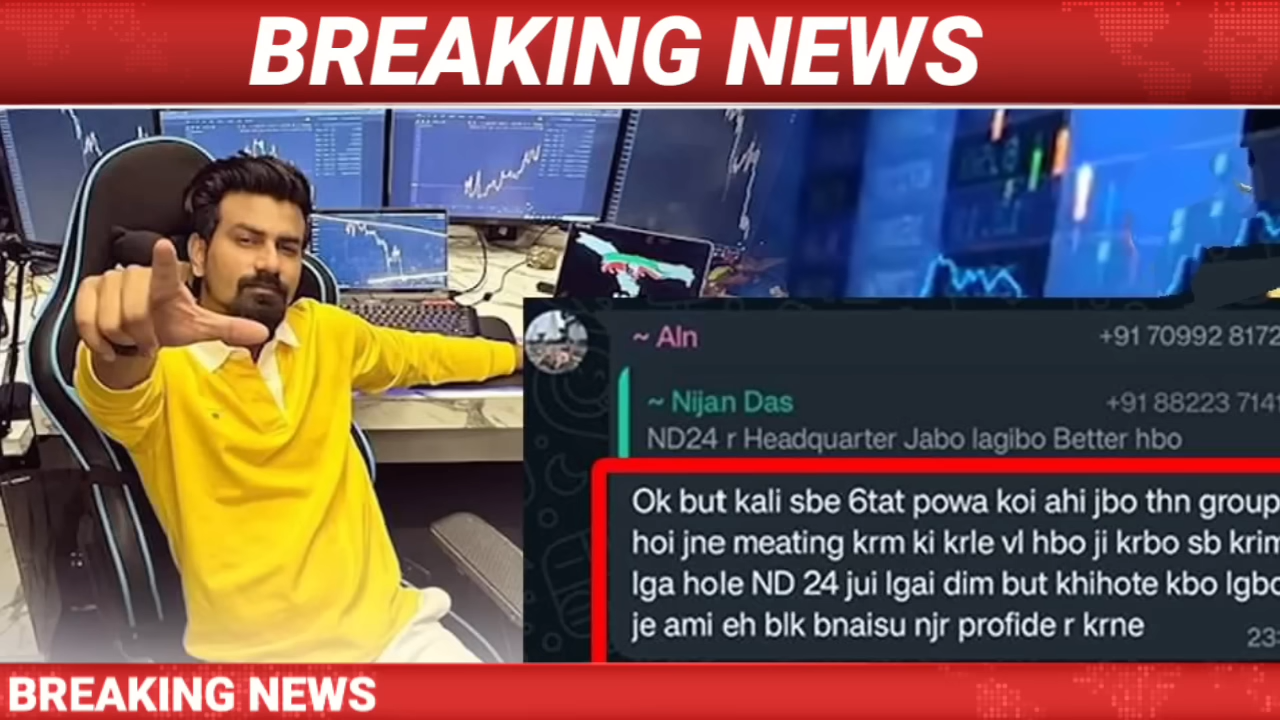 BREAKING NEWS
~ Aln
+91 70992 8172
~ Nijan Das
+91 88223 7141
ND24 r Headquarter Jabo lagibo Better hbo
Ok but kali sbe 6tat powa koi ahi jbo thn group
hoi jne meating krm ki krle vl hbo ji krbo sb krim
lga hole ND 24 jui lgai dim but khihote kbo lgbo
je ami eh blk bnaisu njr profide r krne
23
BREAKING NEWS